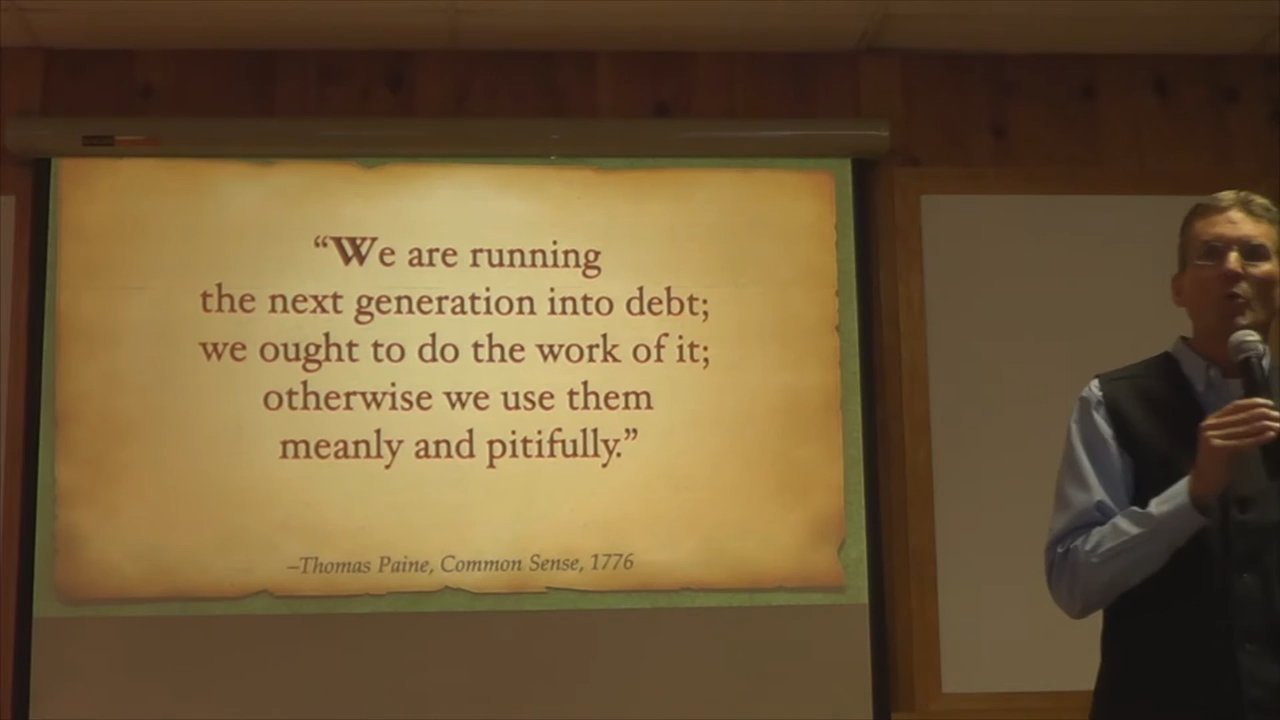 “We are running
the next generation into debt;
we ought to do the work of it;
otherwise we use them
meanly and pitifully.”
–Thomas Paine, Common Sense, 1776